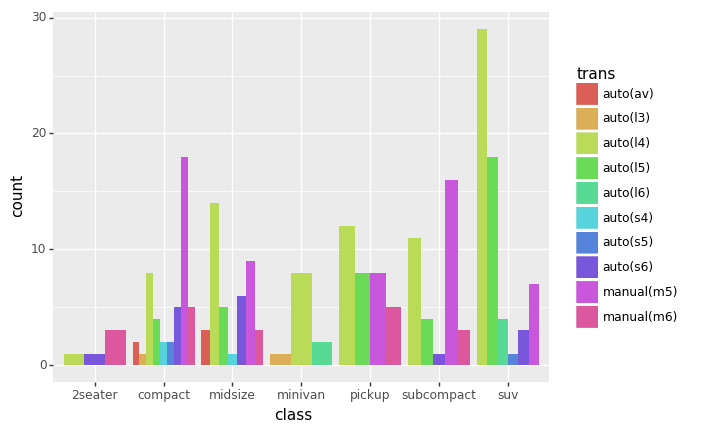 30
20
10
0
count
2seater compact midsize minivan pickup subcompact suv
class
trans
auto(av)
auto(l3)
auto(l4)
auto(l5)
auto(l6)
auto(s4)
auto(s5)
auto(s6)
manual(m5)
manual(m6)